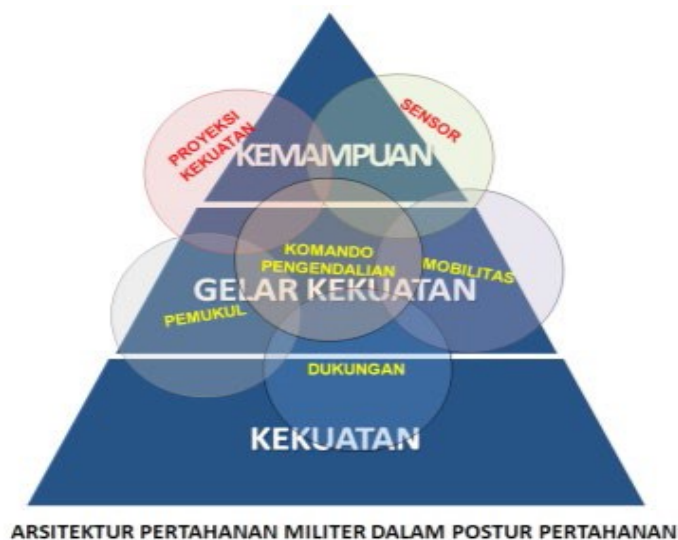 PROYEKSI
KEKUATAN
SENSOR
KEMAMPUAN
KOMANDO
PENGENDALIAN
MOBILITAS
GELAR KEKUATAN
PEMUKUL
DUKUNGAN
KEKUATAN
ARSITEKTUR PERTAHANAN MILITER DALAM POSTUR PERTAHANAN